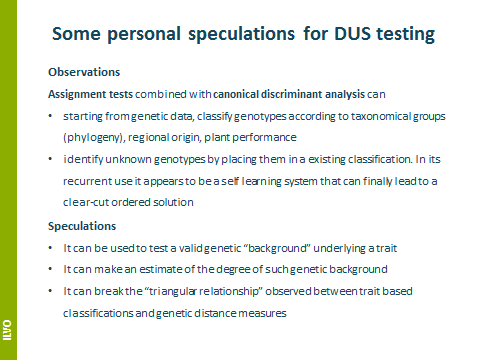 Some personal speculations for DUS testing
Observations
Assignment tests combined with canonical discriminant analysis can
• starting from genetic data, classify genotypes according to taxonomical groups
(phylogeny), regional origin, plant performance
• identify unknown genotypes by placing them in a existing classification. In its
recurrent use it appears to be a self learning system that can finally lead to a
clear-cut ordered solution
Speculations
• It can be used to test a valid genetic “background” underlying a trait
• It can make an estimate of the degree of such genetic background
• It can break the “triangular relationship” observed between trait based
classifications and genetic distance measures
ILVO